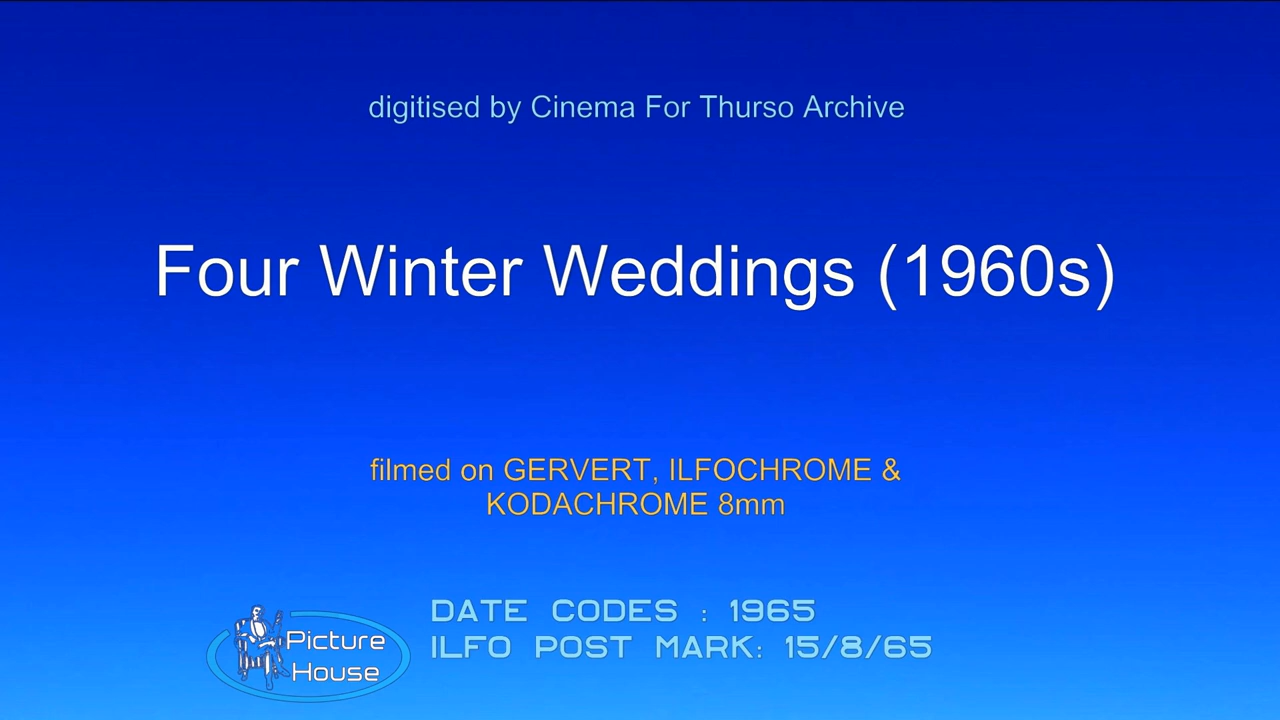 digitised by Cinema For Thurso Archive
Four Winter Weddings (1960s)
filmed on GERVERT, ILFOCHROME &
KODACHROME 8mm
DATE CODES : 1965
ILFO POST MARK: 15/8/65
Picture
House